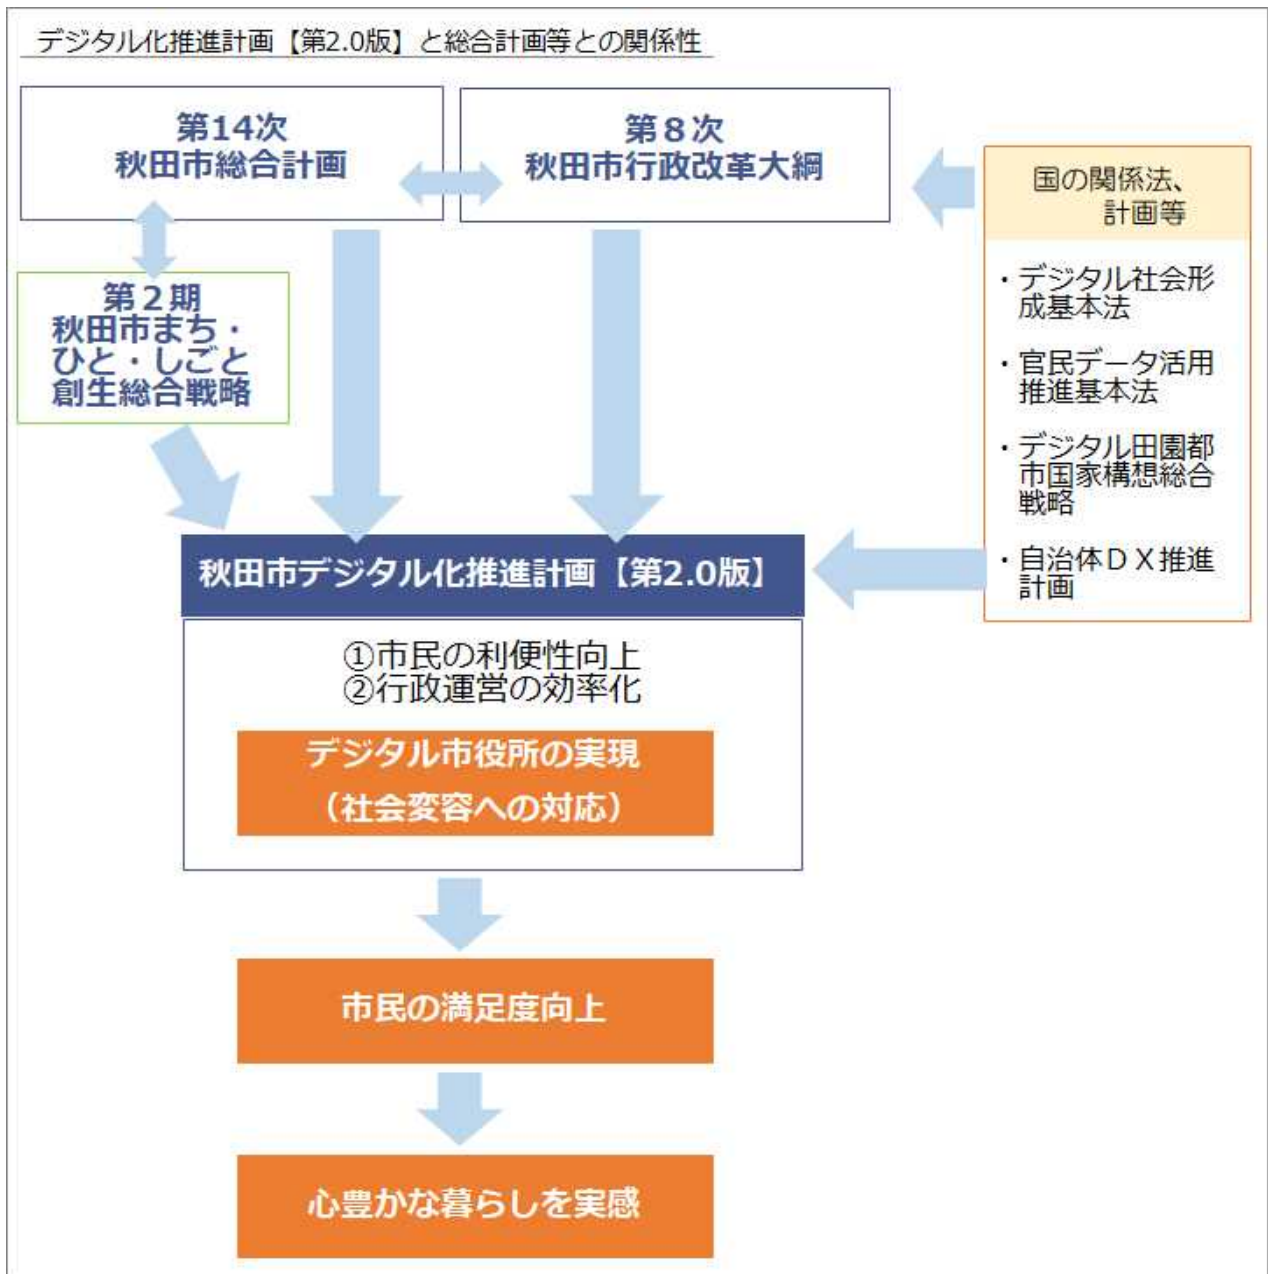 デジタル化推進計画【第2.0版】と総合計画等との関係性
第14次
秋田市総合計画
第８次
秋田市行政改革大綱
国の関係法、
計画等
・デジタル社会形
成基本法
・官民データ活用
推進基本法
・デジタル田園都
市国家構想総合
戦略
・自治体ＤＸ推進
計画
第２期
秋田市まち・
ひと・しごと
創生総合戦略
秋田市デジタル化推進計画【第2.0版】
①市民の利便性向上
②行政運営の効率化
デジタル市役所の実現
（社会変容への対応）
市民の満足度向上
心豊かな暮らしを実感